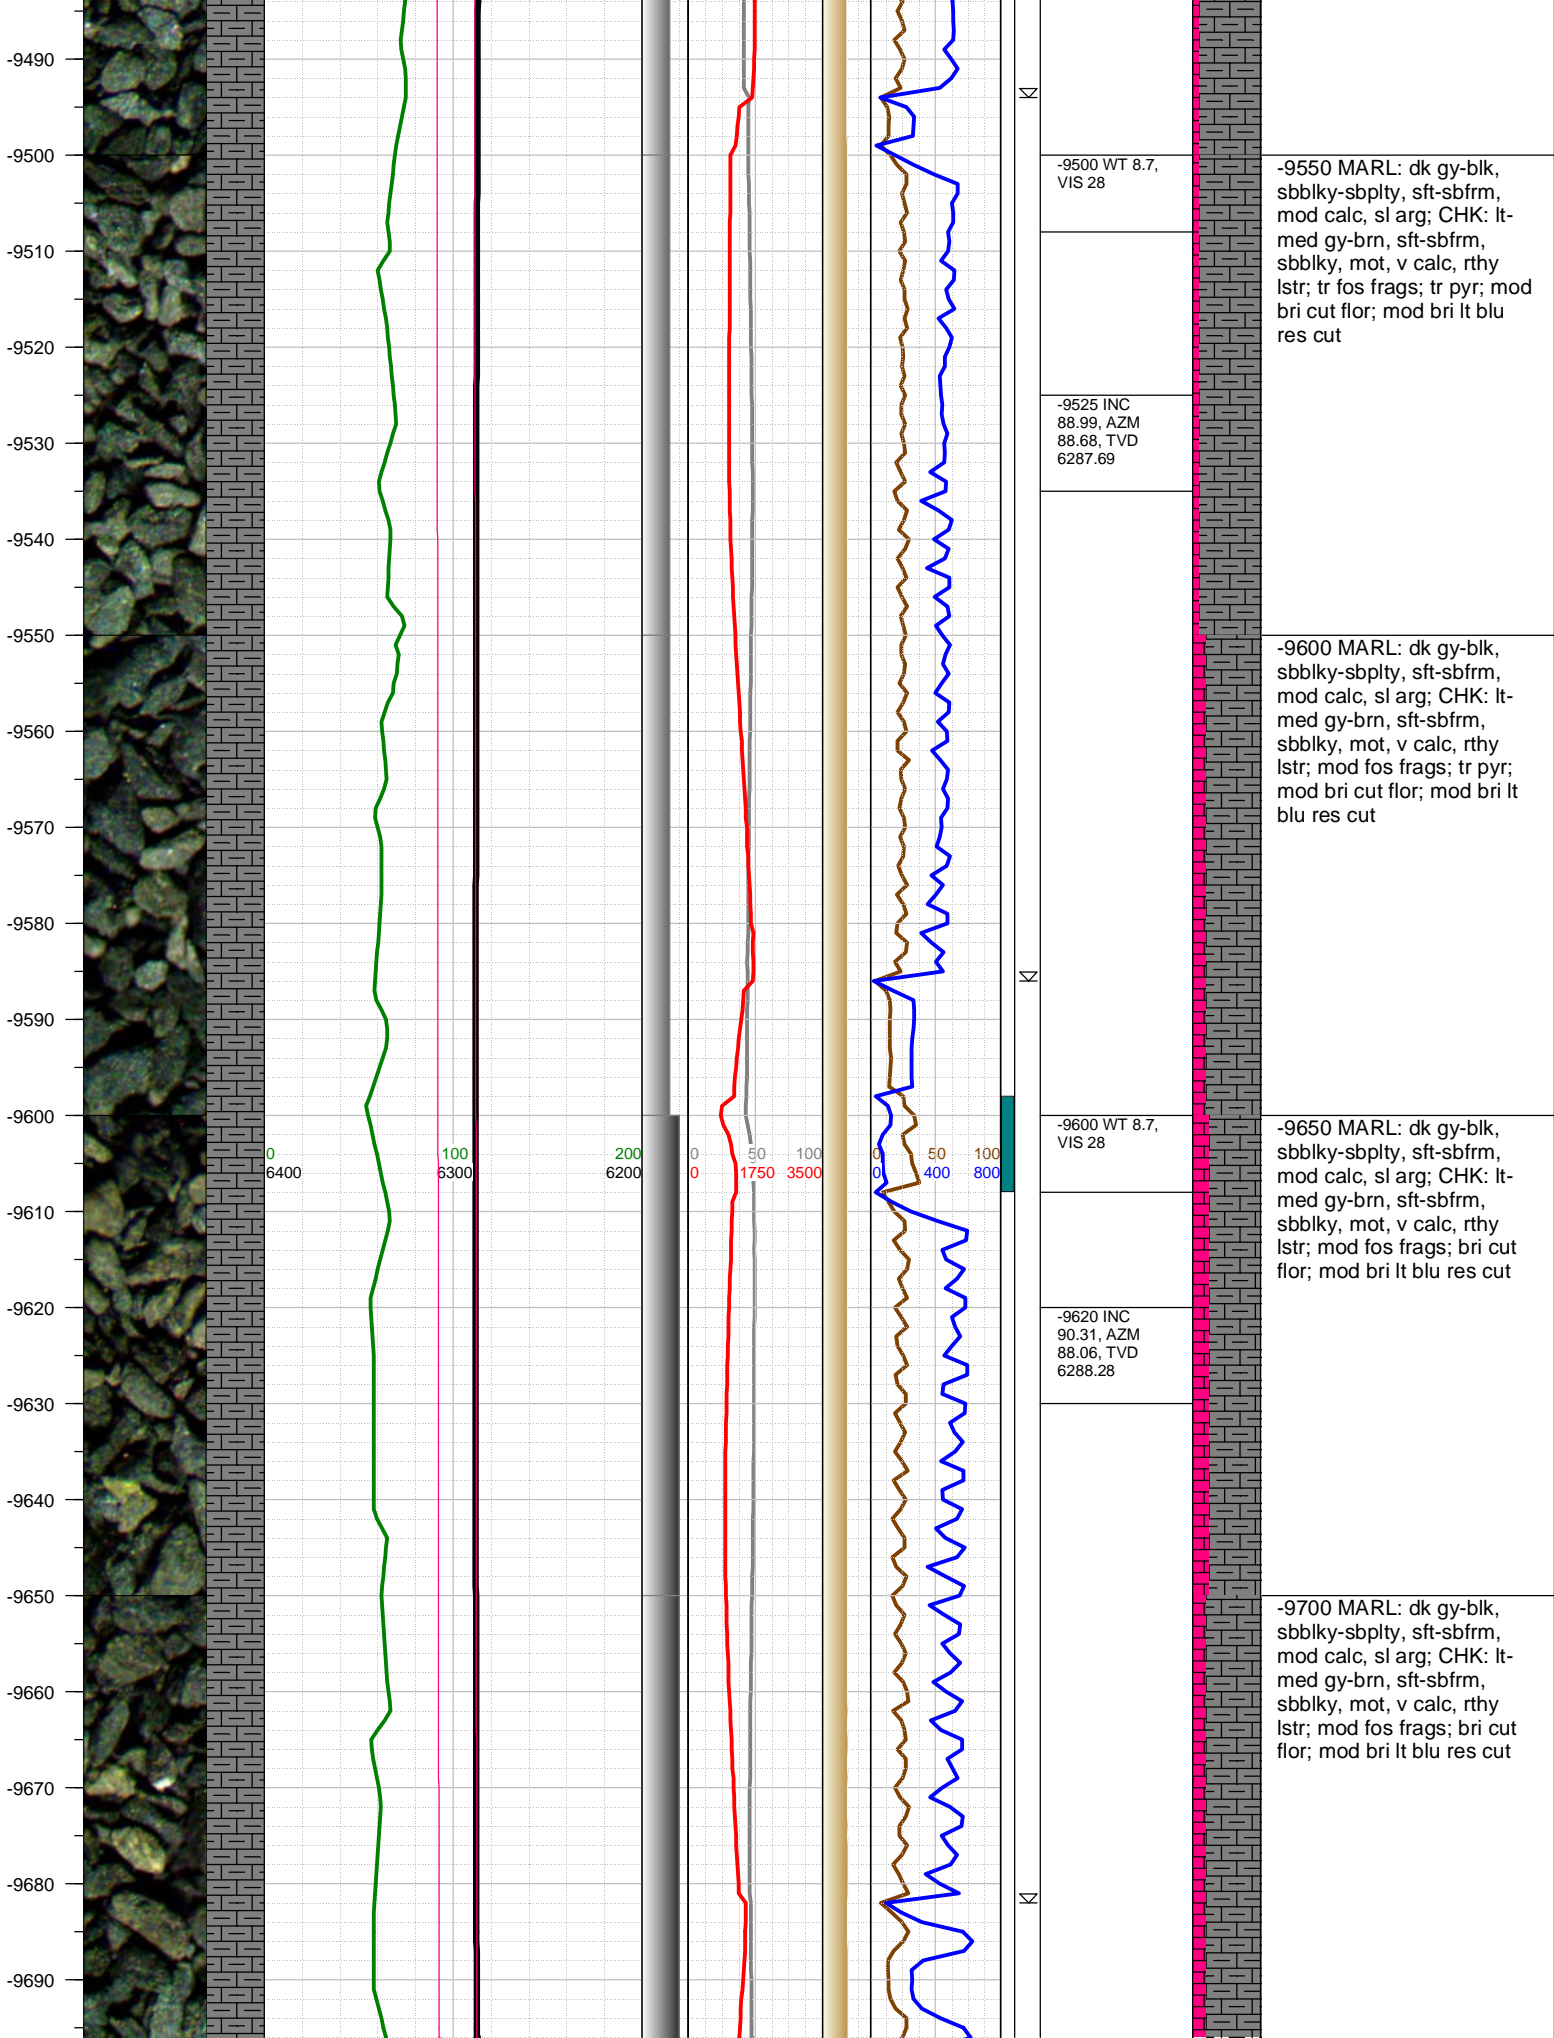 -9490
-9500
-9510
-9520
-9530
-9540
-9550
-9560
-9570
-9580
-9590
-9600
-9610
-9620
-9630
-9640
-9650
-9660
-9670
-9680
-9690
0 100 200
6400 6300 6200
0 50 100
0 1750 3500
0 50 100
0 400 800
-9500 WT 8.7,
VIS 28
-9525 INC
88.99, AZM
88.68, TVD
6287.69
-9600 WT 8.7,
VIS 28
-9620 INC
90.31, AZM
88.06, TVD
6288.28
-9550 MARL: dk gy-blk,
sbblky-sbplty, sft-sbfrm,
mod calc, sl arg; CHK: lt-
med gy-brn, sft-sbfrm,
sbblky, mot, v calc, rthy
lstr; tr fos frags; tr pyr; mod
bri cut flor; mod bri lt blu
res cut
-9600 MARL: dk gy-blk,
sbblky-sbplty, sft-sbfrm,
mod calc, sl arg; CHK: lt-
med gy-brn, sft-sbfrm,
sbblky, mot, v calc, rthy
lstr; mod fos frags; tr pyr;
mod bri cut flor; mod bri lt
blu res cut
-9650 MARL: dk gy-blk,
sbblky-sbplty, sft-sbfrm,
mod calc, sl arg; CHK: lt-
med gy-brn, sft-sbfrm,
sbblky, mot, v calc, rthy
lstr; mod fos frags; bri cut
flor; mod bri lt blu res cut
-9700 MARL: dk gy-blk,
sbblky-sbplty, sft-sbfrm,
mod calc, sl arg; CHK: lt-
med gy-brn, sft-sbfrm,
sbblky, mot, v calc, rthy
lstr; mod fos frags; bri cut
flor; mod bri lt blu res cut